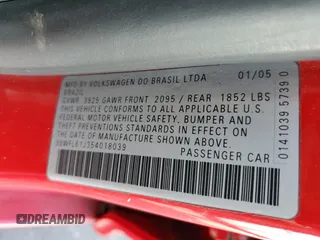 MFD BY VOLKSWAGEN DO BRASIL LTDA 01/05
BRAZIL
GVWR 3825 GAWR FRONT 2095 / REAR 1852 LBS
THIS VEHICLE CONFORMS TO ALL APPLICABLE U.S.
FEDERAL MOTOR VEHICLE SAFETY, BUMPER AND
THEFT STANDARDS IN EFFECT ON THE DATE
OF MANUFACTURE SHOWN ABOVE.
PASSENGER CAR
01411039 5739 0
DREAMBID